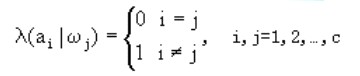 λ(aᵢ|ωⱼ) = {0 i = j
1 i ≠ j , i, j=1, 2, …, c